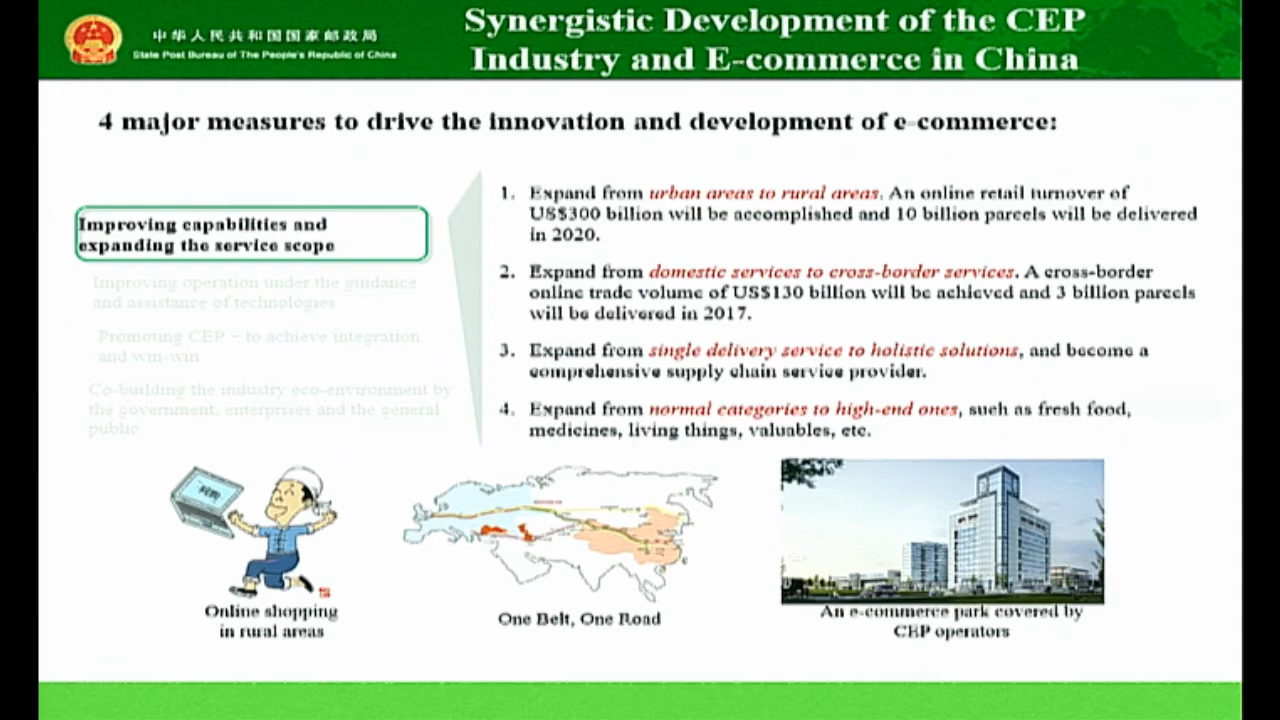 中华人民共和国国家邮政局
State Post Bureau of The People's Republic of China
Synergistic Development of the CEP
Industry and E-commerce in China
4 major measures to drive the innovation and development of e-commerce:
Improving capabilities and
expanding the service scope
Improving operation under the guidance
and assistance of technologies
Promoting CEP – to achieve integration
and win-win
Co-building the industry eco-environment by
the government, enterprises and the general
public
1. Expand from urban areas to rural areas. An online retail turnover of
US$300 billion will be accomplished and 10 billion parcels will be delivered
in 2020.
2. Expand from domestic services to cross-border services. A cross-border
online trade volume of US$130 billion will be achieved and 3 billion parcels
will be delivered in 2017.
3. Expand from single delivery service to holistic solutions, and become a
comprehensive supply chain service provider.
4. Expand from normal categories to high-end ones, such as fresh food,
medicines, living things, valuables, etc.
网购
Online shopping
in rural areas
One Belt, One Road
An e-commerce park covered by
CEP operators